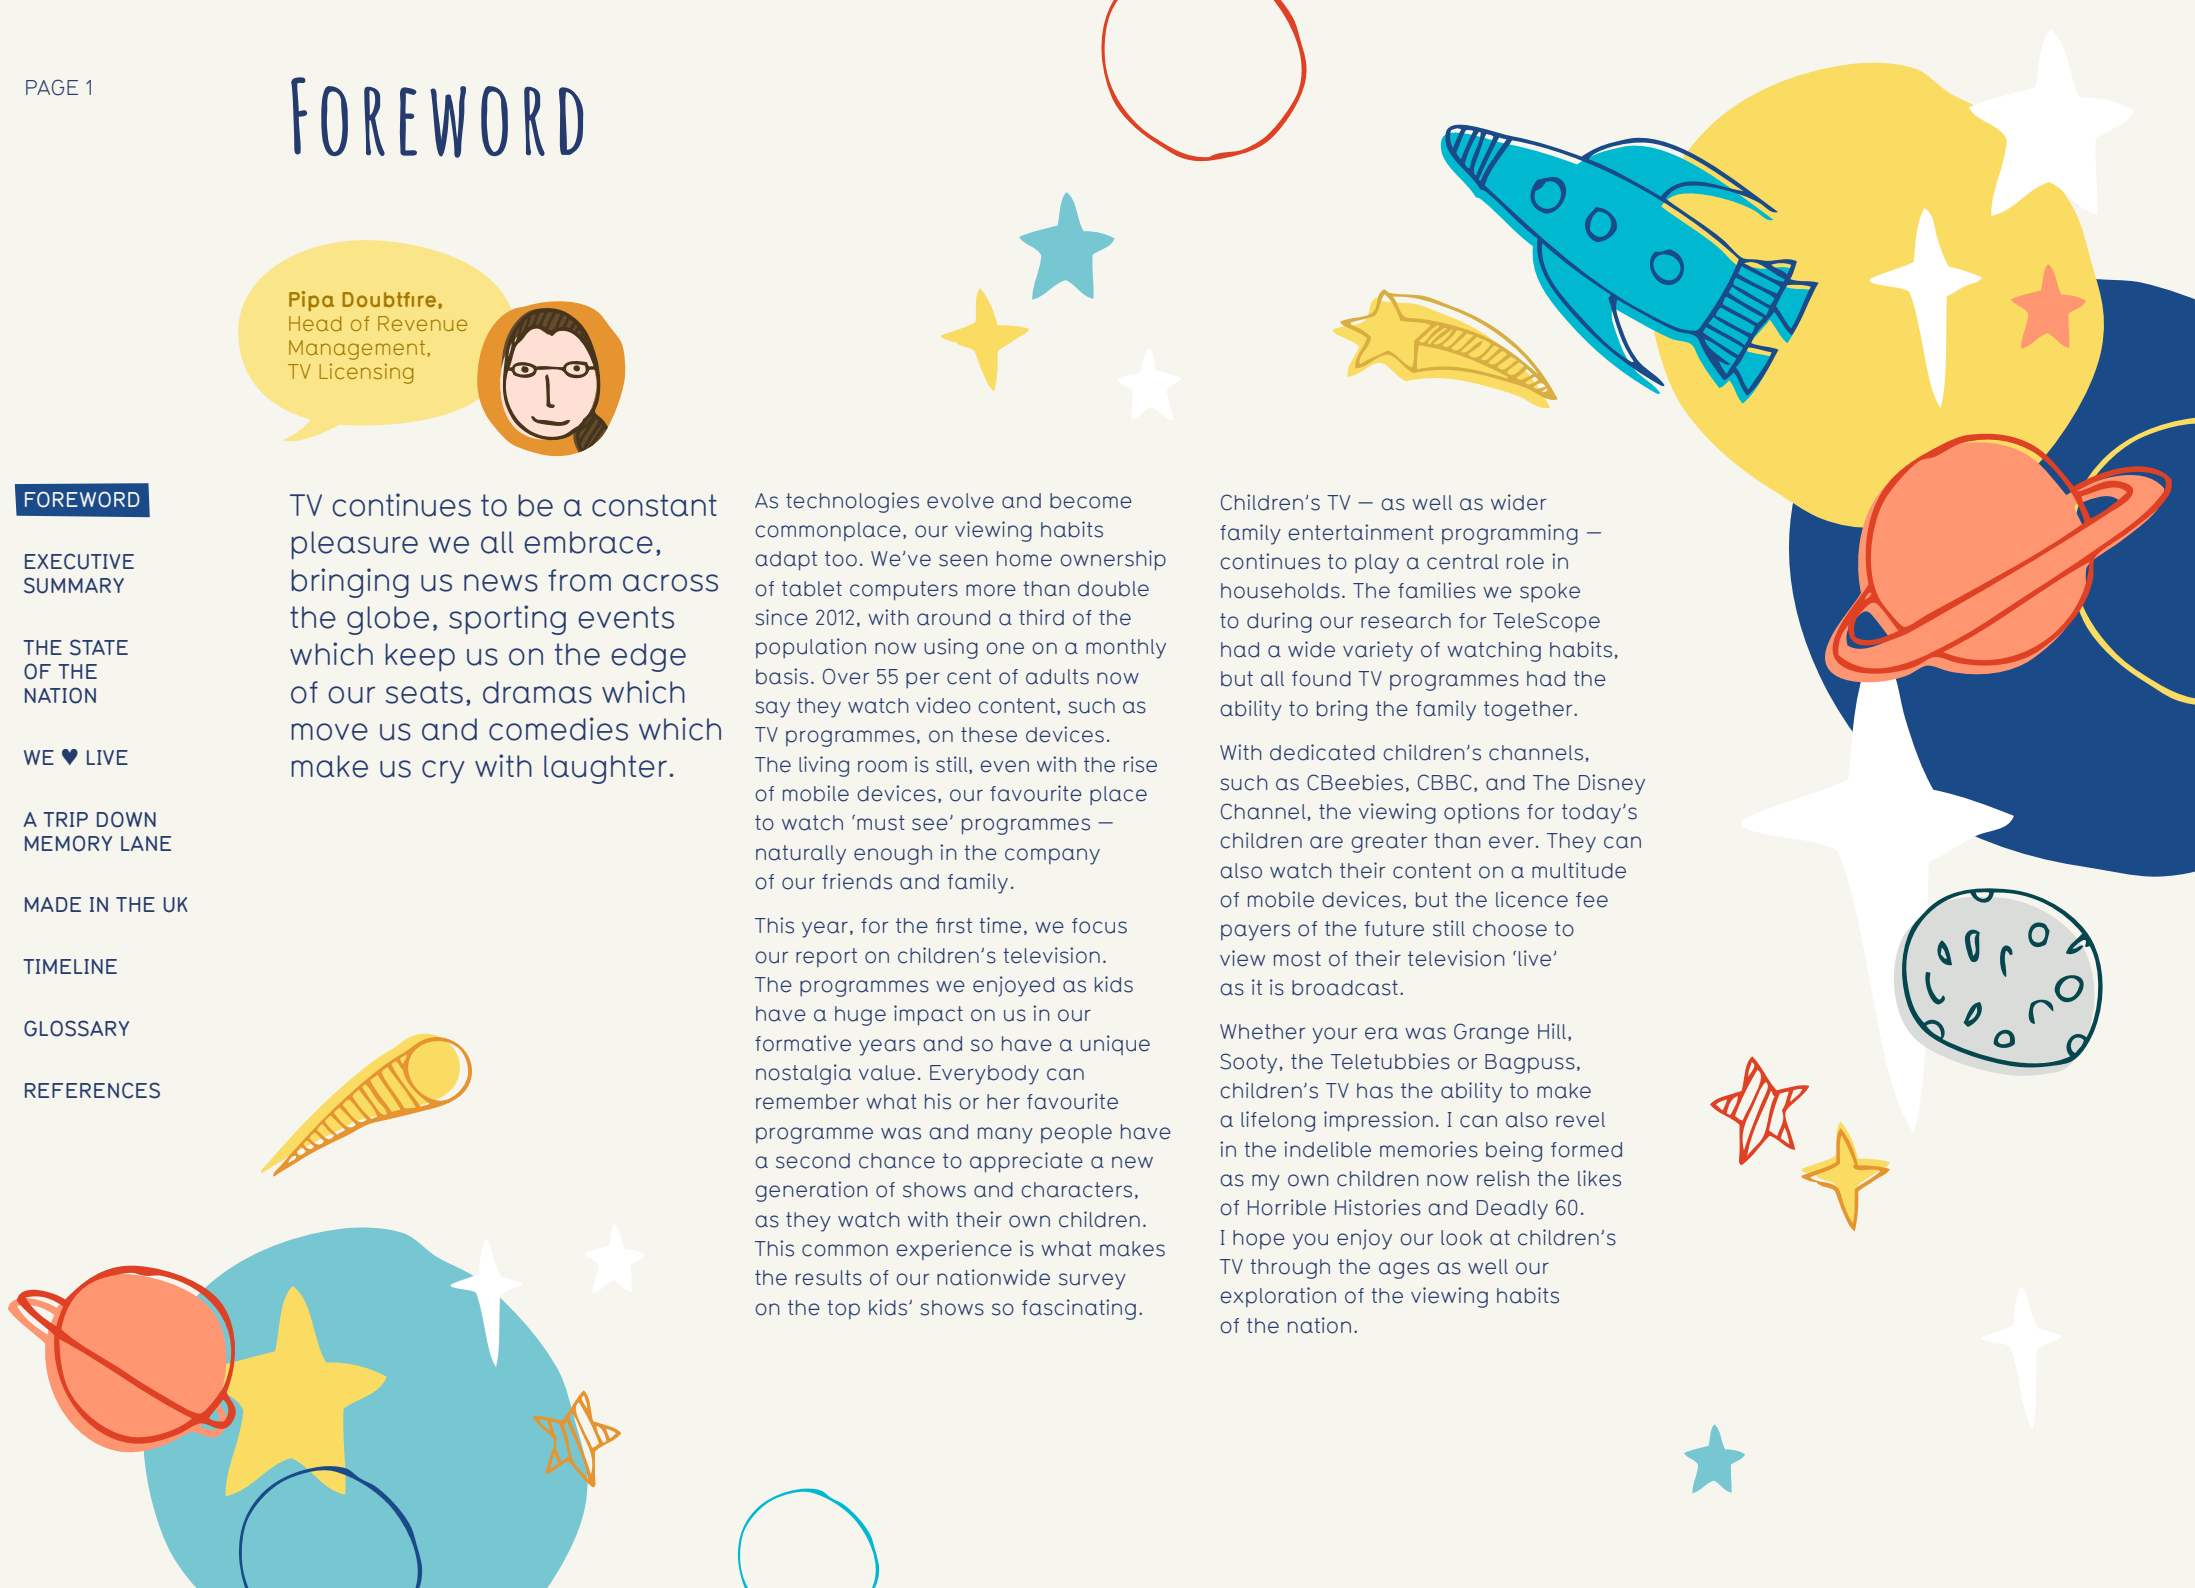 PAGE 1
FOREWORD
Pipa Doubtfire,
Head of Revenue
Management,
TV Licensing
FOREWORD
EXECUTIVE
SUMMARY
THE STATE
OF THE
NATION
WE ♥ LIVE
A TRIP DOWN
MEMORY LANE
MADE IN THE UK
TIMELINE
GLOSSARY
REFERENCES
TV continues to be a constant
pleasure we all embrace,
bringing us news from across
the globe, sporting events
which keep us on the edge
of our seats, dramas which
move us and comedies which
make us cry with laughter.
As technologies evolve and become
commonplace, our viewing habits
adapt too. We’ve seen home ownership
of tablet computers more than double
since 2012, with around a third of the
population now using one on a monthly
basis. Over 55 per cent of adults now
say they watch video content, such as
TV programmes, on these devices.
The living room is still, even with the rise
of mobile devices, our favourite place
to watch ‘must see’ programmes –
naturally enough in the company
of our friends and family.
This year, for the first time, we focus
our report on children’s television.
The programmes we enjoyed as kids
have a huge impact on us in our
formative years and so have a unique
nostalgia value. Everybody can
remember what his or her favourite
programme was and many people have
a second chance to appreciate a new
generation of shows and characters,
as they watch with their own children.
This common experience is what makes
the results of our nationwide survey
on the top kids’ shows so fascinating.
Children’s TV – as well as wider
family entertainment programming –
continues to play a central role in
households. The families we spoke
to during our research for TeleScope
had a wide variety of watching habits,
but all found TV programmes had the
ability to bring the family together.
With dedicated children’s channels,
such as CBeebies, CBBC, and The Disney
Channel, the viewing options for today’s
children are greater than ever. They can
also watch their content on a multitude
of mobile devices, but the licence fee
payers of the future still choose to
view most of their television ‘live’
as it is broadcast.
Whether your era was Grange Hill,
Sooty, the Teletubbies or Bagpuss,
children’s TV has the ability to make
a lifelong impression. I can also revel
in the indelible memories being formed
as my own children now relish the likes
of Horrible Histories and Deadly 60.
I hope you enjoy our look at children’s
TV through the ages as well our
exploration of the viewing habits
of the nation.